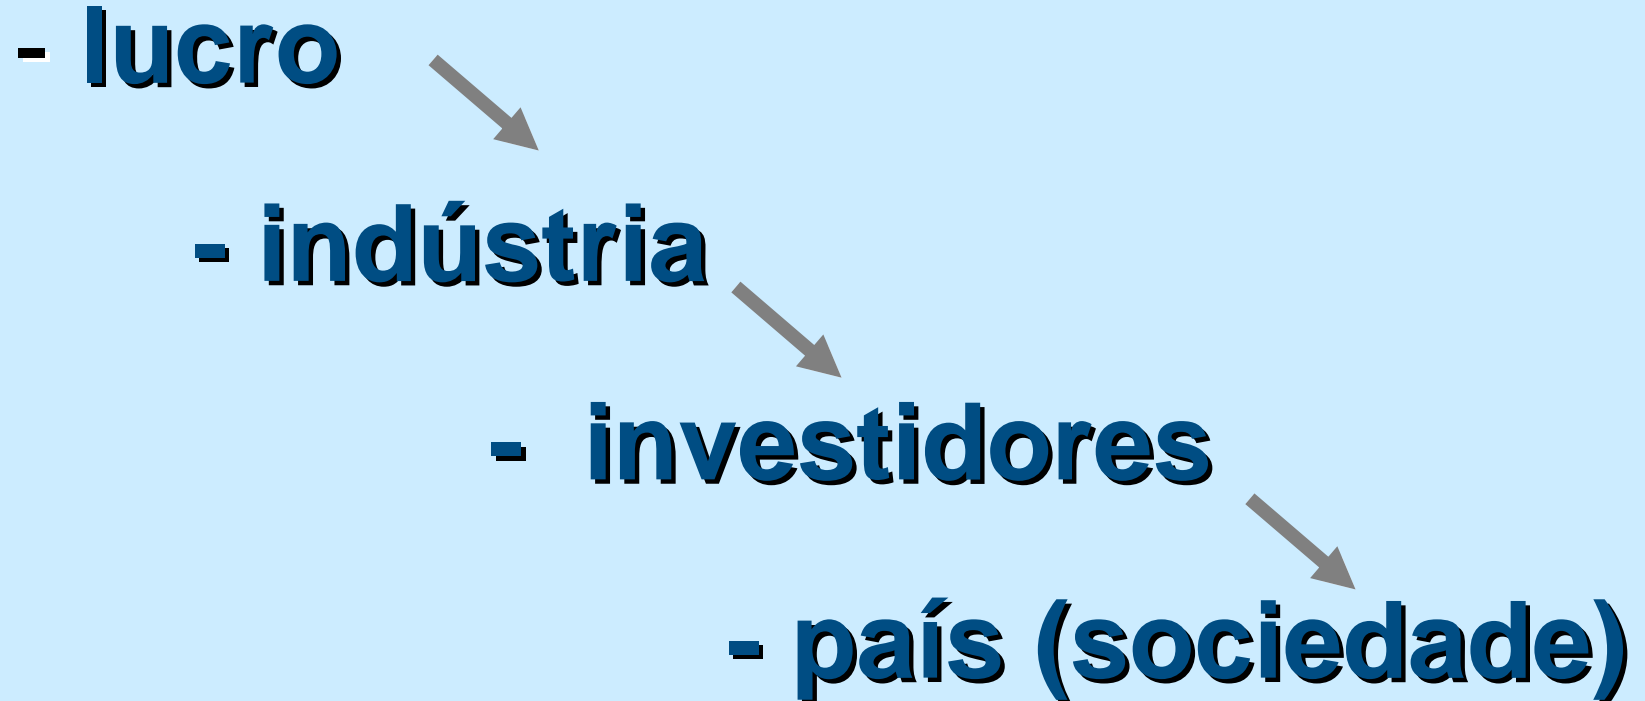 - lucro
- indústria
- investidores
- país (sociedade)